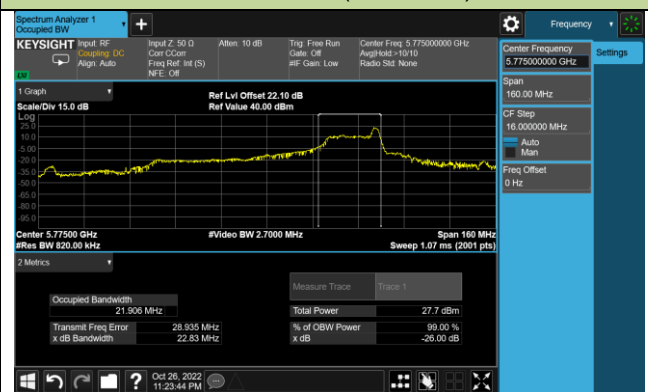 Spectrum Analyzer 1
Occupied BW
Frequency
KEYSIGHT
Input: RF
Coupling: DC
Align: Auto
Input Z: 50 Ω
Corr CCorr
Freq Ref: Int (S)
NFE: Off
Atten: 10 dB
Trig: Free Run
Gate: Off
#IF Gain: Low
Center Freq: 5.775000000 GHz
Avg|Hold:>10/10
Radio Std: None
LXI
Center Frequency
5.775000000 GHz
Settings
Span
160.00 MHz
CF Step
16.000000 MHz
Auto
Man
Freq Offset
0 Hz
1 Graph
Scale/Div 15.0 dB
Ref Lvl Offset 22.10 dB
Ref Value 40.00 dBm
Log
25.0
10.0
-5.00
-20.0
-35.0
-50.0
-65.0
-80.0
-95.0
Center 5.77500 GHz
#Video BW 2.7000 MHz
Span 160 MHz
#Res BW 820.00 kHz
Sweep 1.07 ms (2001 pts)
2 Metrics
Measure Trace
Trace 1
Occupied Bandwidth
21.906 MHz
Total Power
27.7 dBm
Transmit Freq Error
28.935 MHz
% of OBW Power
99.00 %
x dB Bandwidth
22.83 MHz
x dB
-26.00 dB
Oct 26, 2022
11:23:44 PM